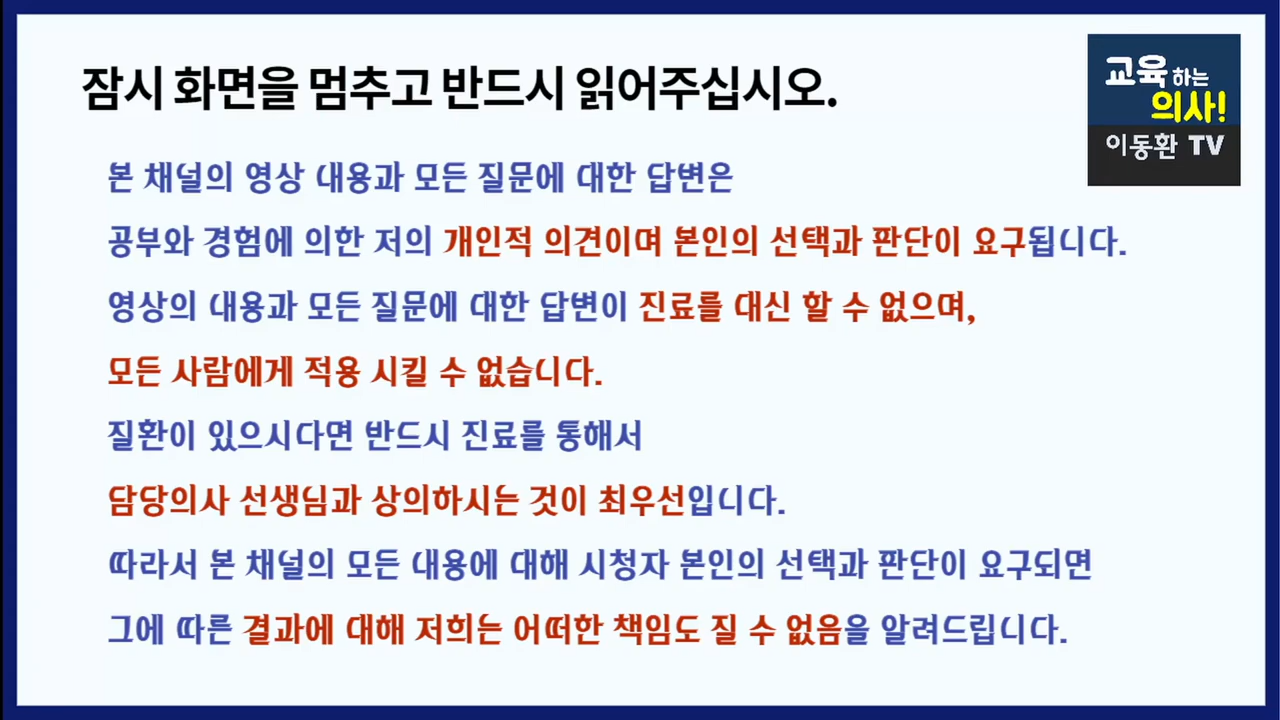 잠시 화면을 멈추고 반드시 읽어주십시오.
교육 하는
의사!
이동환 TV
본 채널의 영상 내용과 모든 질문에 대한 답변은
공부와 경험에 의한 저의 개인적 의견이며 본인의 선택과 판단이 요구됩니다.
영상의 내용과 모든 질문에 대한 답변이 진료를 대신 할 수 없으며,
모든 사람에게 적용 시킬 수 없습니다.
질환이 있으시다면 반드시 진료를 통해서
담당의사 선생님과 상의하시는 것이 최우선입니다.
따라서 본 채널의 모든 내용에 대해 시청자 본인의 선택과 판단이 요구되면
그에 따른 결과에 대해 저희는 어떠한 책임도 질 수 없음을 알려드립니다.